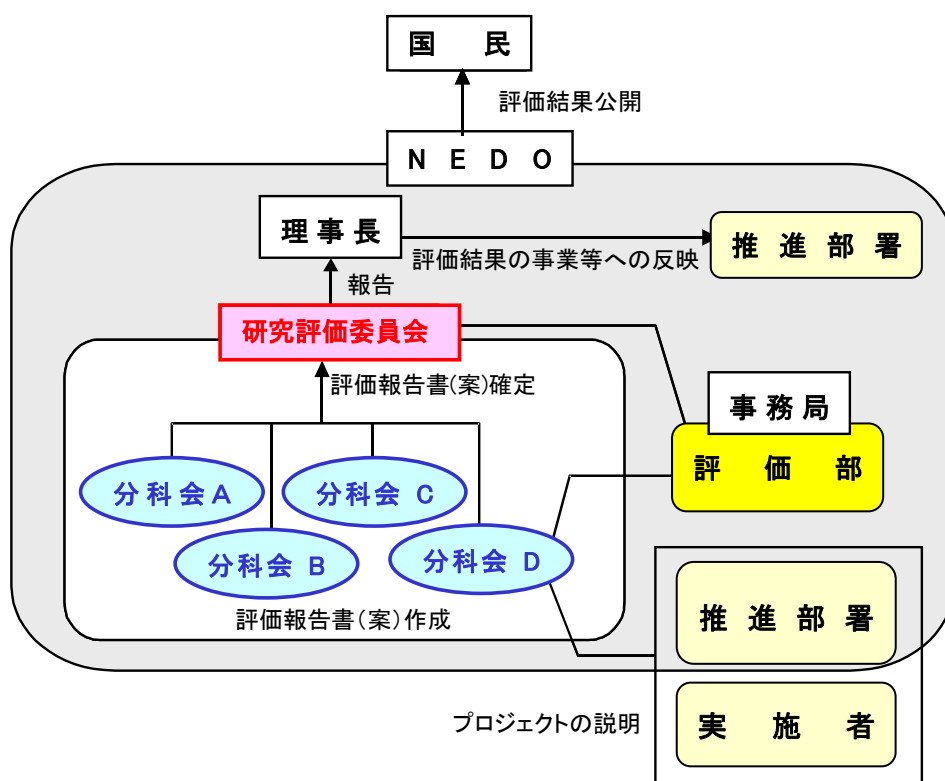 国 民
評価結果公開
N E D O
理 事 長
推 進 部 署
評価結果の事業等への反映
報告
研究評価委員会
評価報告書(案)確定
事 務 局
評 価 部
分科会 A
分科会 C
分科会 B
分科会 D
評価報告書(案)作成
推 進 部 署
プロジェクトの説明
実 施 者